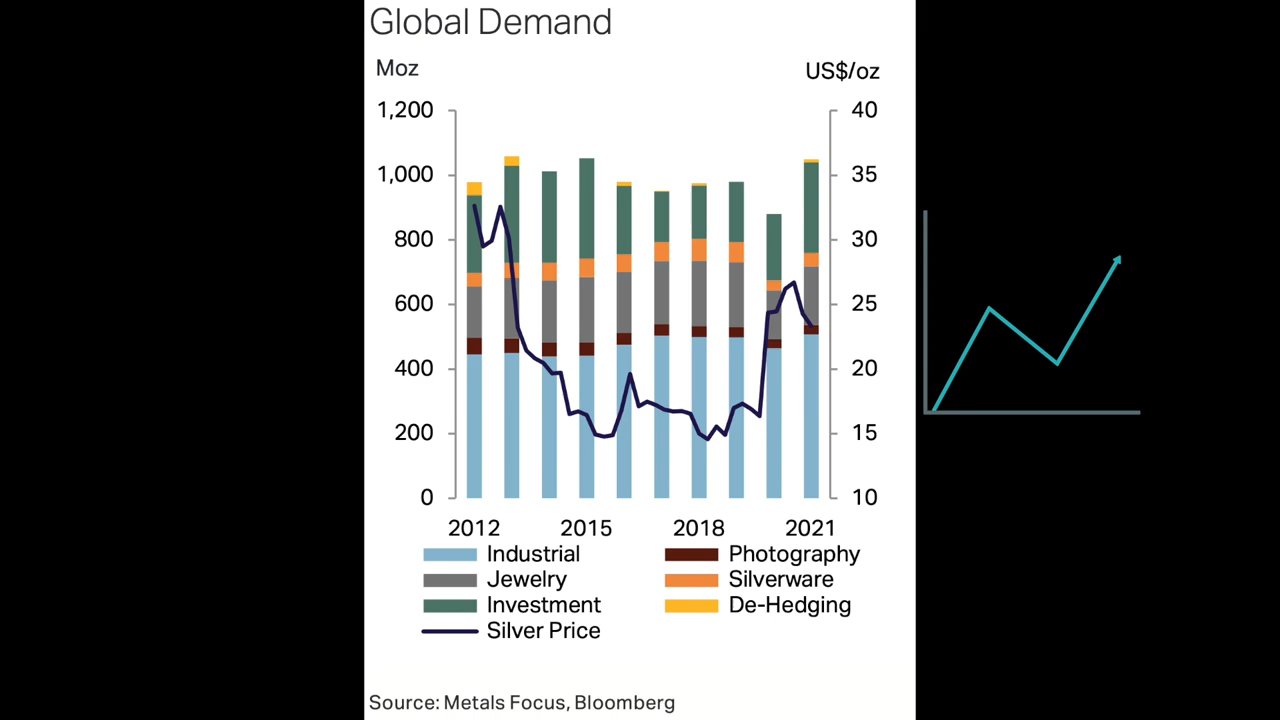 Global Demand
Moz US$/oz
1,200 40
1,000 35
800 30
600 25
400 20
200 15
0 10
2012 2015 2018 2021
Industrial Photography
Jewelry Silverware
Investment De-Hedging
Silver Price
Source: Metals Focus, Bloomberg